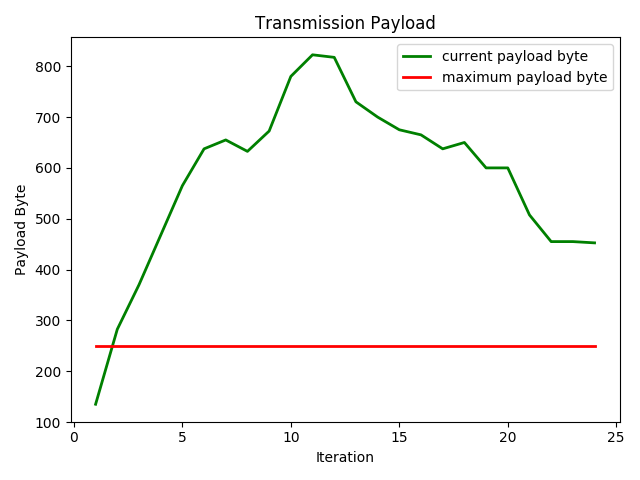 Transmission Payload
current payload byte
maximum payload byte
800
700
600
500
400
300
200
100
Payload Byte
0 5 10 15 20 25
Iteration